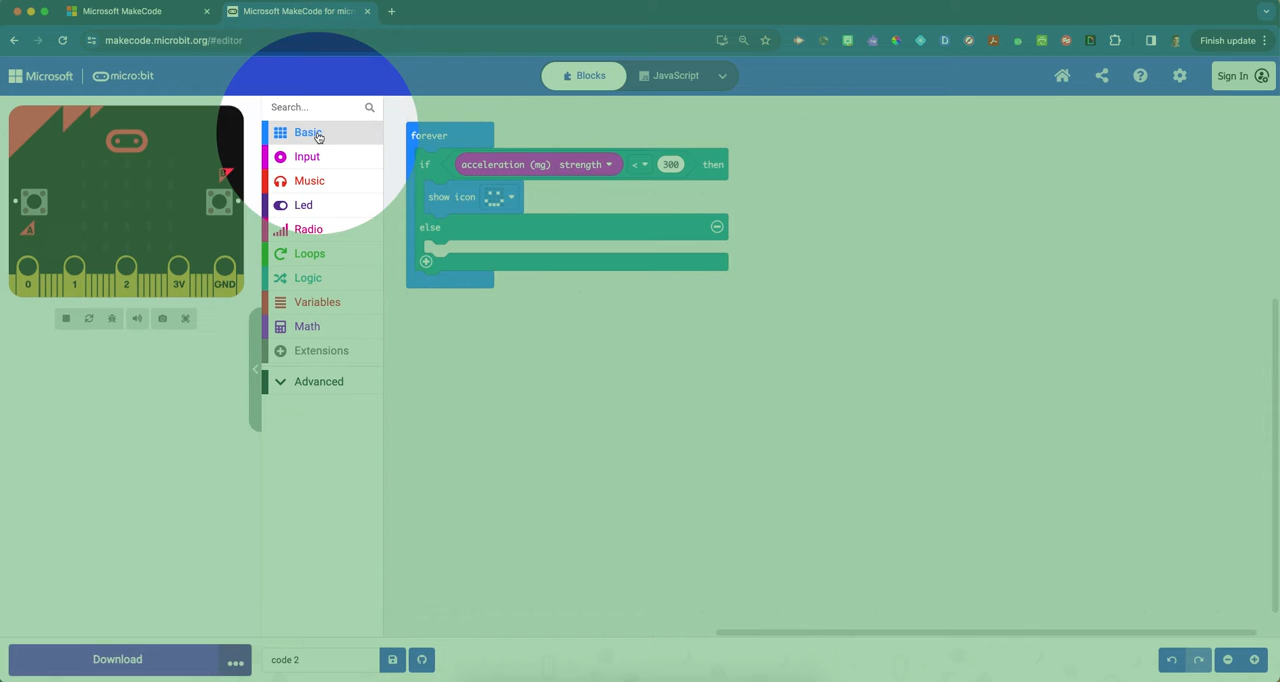 Microsoft MakeCode
Microsoft MakeCode for micr
makecode.microbit.org/#editor
Finish update
Microsoft
micro:bit
Blocks
JavaScript
Sign In
Search...
Basic
Input
Music
Led
Radio
Loops
Logic
Variables
Math
Extensions
Advanced
B
A
0 1 2 3V GND
forever
if acceleration (mg) strength < 300 then
show icon
else
Download
code 2